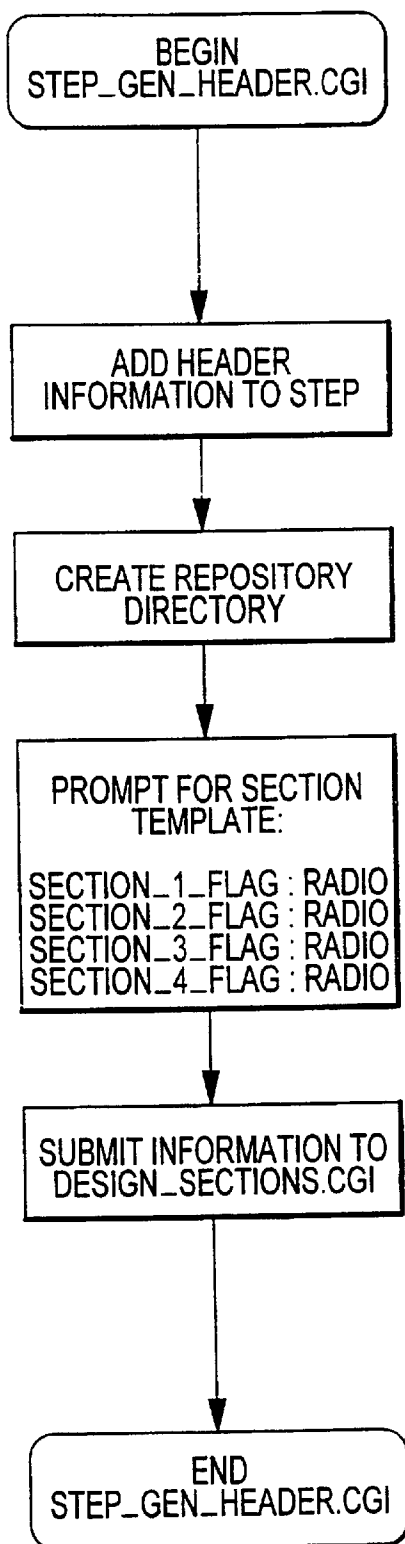 BEGIN
STEP_GEN_HEADER.CGI
ADD HEADER
INFORMATION TO STEP
CREATE REPOSITORY
DIRECTORY
PROMPT FOR SECTION
TEMPLATE:
SECTION_1_FLAG : RADIO
SECTION_2_FLAG : RADIO
SECTION_3_FLAG : RADIO
SECTION_4_FLAG : RADIO
SUBMIT INFORMATION TO
DESIGN_SECTIONS.CGI
END
STEP_GEN_HEADER.CGI